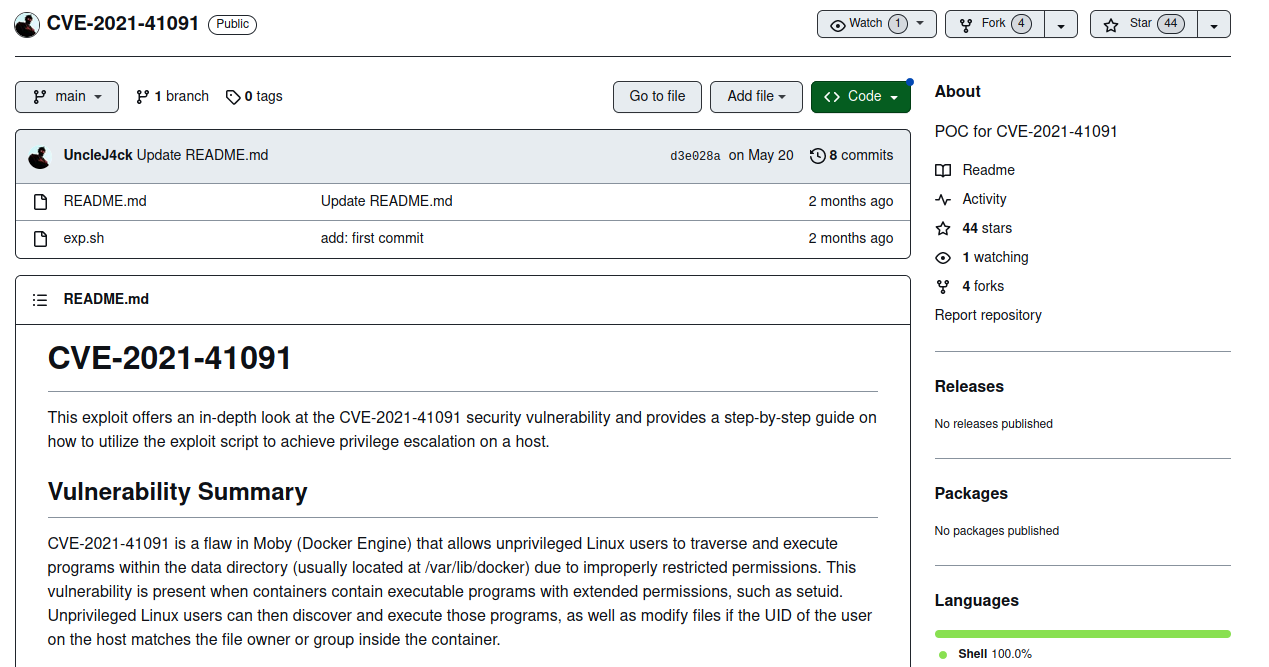 CVE-2021-41091 Public Watch 1 Fork 4 Star 44
main 1 branch 0 tags Go to file Add file Code
UncleJ4ck Update README.md d3e028a on May 20 8 commits
README.md Update README.md 2 months ago
exp.sh add: first commit 2 months ago
README.md
CVE-2021-41091
This exploit offers an in-depth look at the CVE-2021-41091 security vulnerability and provides a step-by-step guide on
how to utilize the exploit script to achieve privilege escalation on a host.
Vulnerability Summary
CVE-2021-41091 is a flaw in Moby (Docker Engine) that allows unprivileged Linux users to traverse and execute
programs within the data directory (usually located at /var/lib/docker) due to improperly restricted permissions. This
vulnerability is present when containers contain executable programs with extended permissions, such as setuid.
Unprivileged Linux users can then discover and execute those programs, as well as modify files if the UID of the user
on the host matches the file owner or group inside the container.
About
POC for CVE-2021-41091
Readme
Activity
44 stars
1 watching
4 forks
Report repository
Releases
No releases published
Packages
No packages published
Languages
Shell 100.0%